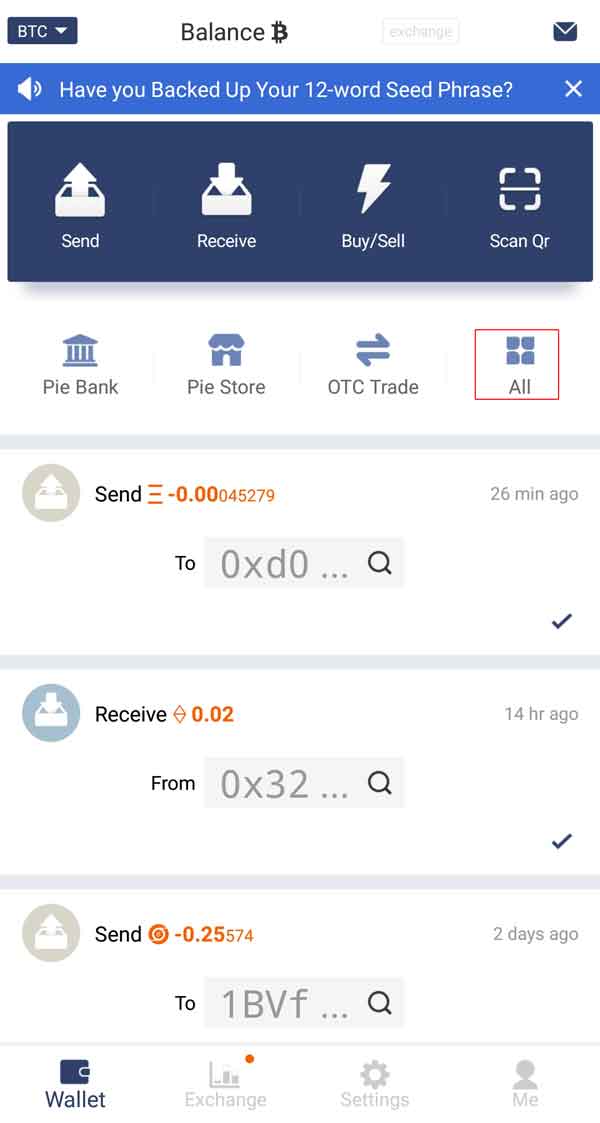 BTC
Balance ₿
exchange
Have you Backed Up Your 12-word Seed Phrase?
Send
Receive
Buy/Sell
Scan Qr
Pie Bank
Pie Store
OTC Trade
All
Send Ξ -0.00045279
26 min ago
To 0xd0 ...
Receive 0.02
14 hr ago
From 0x32 ...
Send -0.25574
2 days ago
To 1BVf ...
Wallet
Exchange
Settings
Me